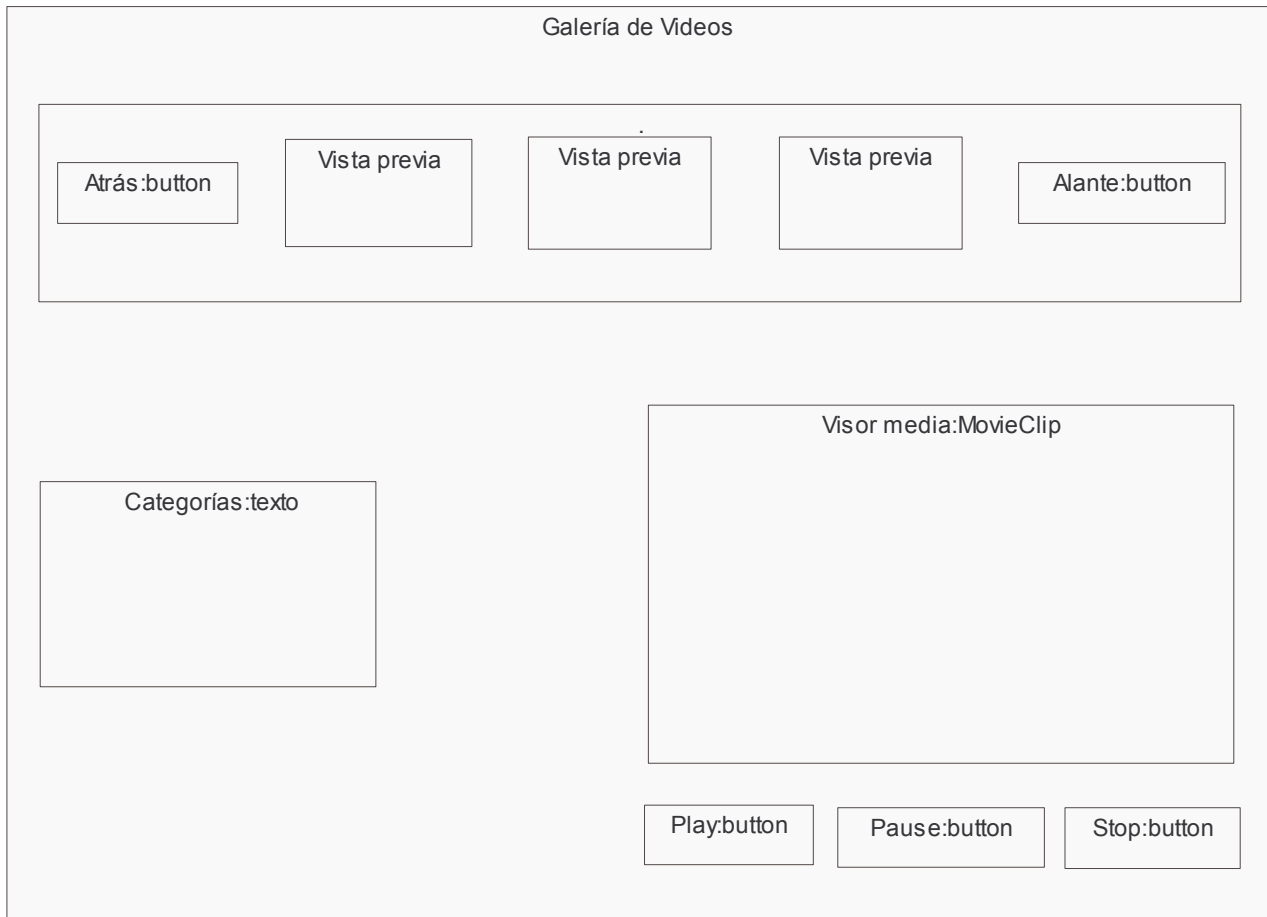 Galería de Videos
.
Atrás:button
Vista previa
Vista previa
Vista previa
Alante:button
Visor media:MovieClip
Categorías:texto
Play:button
Pause:button
Stop:button